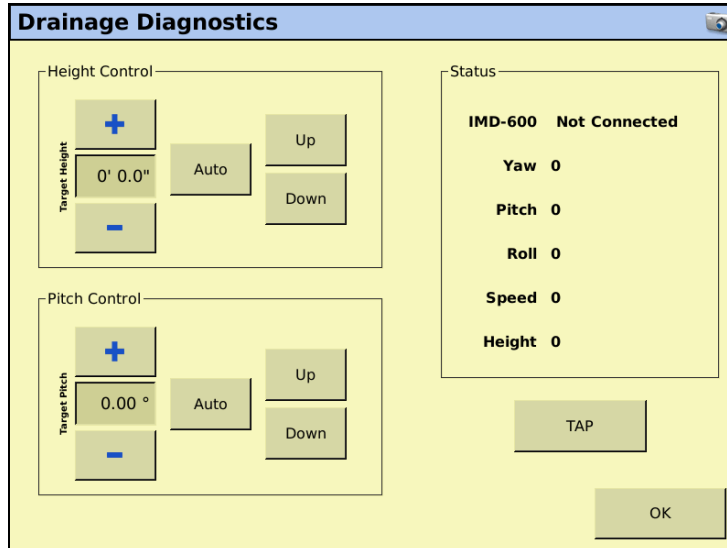 Drainage Diagnostics
Height Control
+
Target Height
0' 0.0"
−
Auto
Up
Down
Pitch Control
+
Target Pitch
0.00 °
−
Auto
Up
Down
Status
IMD-600 Not Connected
Yaw 0
Pitch 0
Roll 0
Speed 0
Height 0
TAP
OK